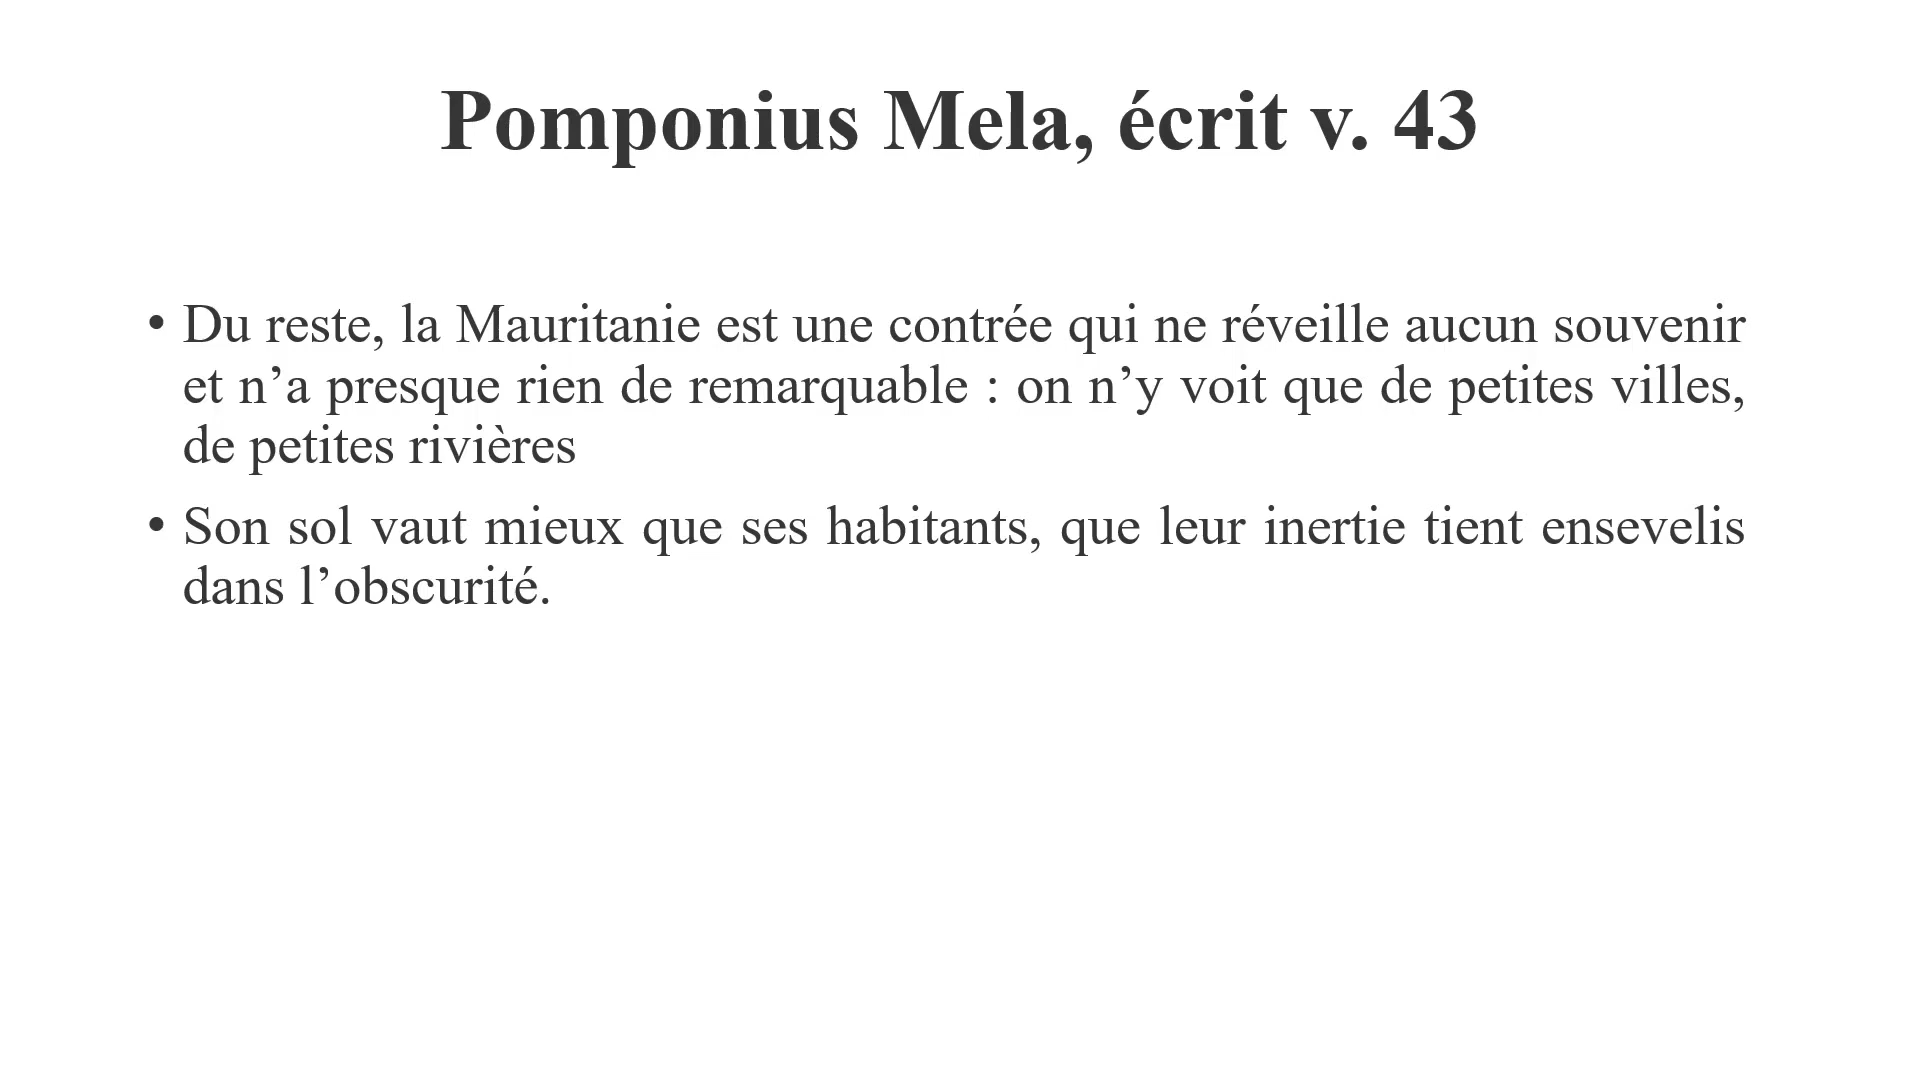 Pomponius Mela, écrit v. 43
• Du reste, la Mauritanie est une contrée qui ne réveille aucun souvenir
et n’a presque rien de remarquable : on n’y voit que de petites villes,
de petites rivières
• Son sol vaut mieux que ses habitants, que leur inertie tient ensevelis
dans l’obscurité.